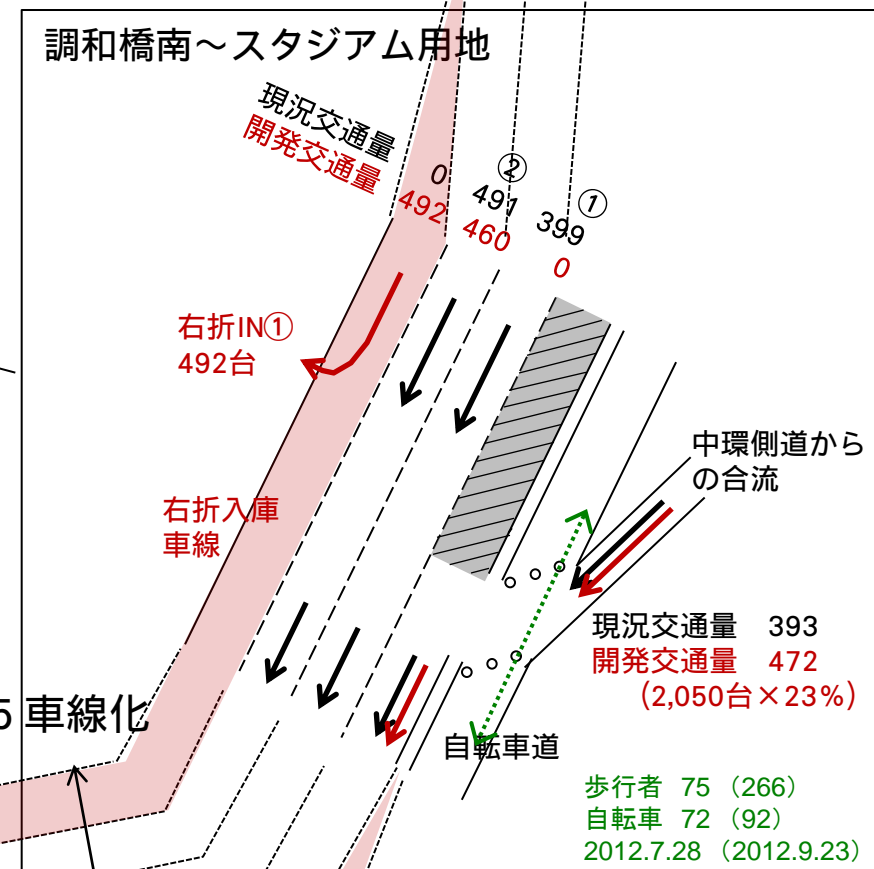 調和橋南～スタジアム用地
現況交通量
開発交通量
0
492
②
491
460
①
399
0
右折IN①
492台
右折入庫
車線
中環側道から
の合流
現況交通量 393
開発交通量 472
(2,050台×23%)
5車線化
自転車道
歩行者 75 （266）
自転車 72 （92）
2012.7.28 （2012.9.23）